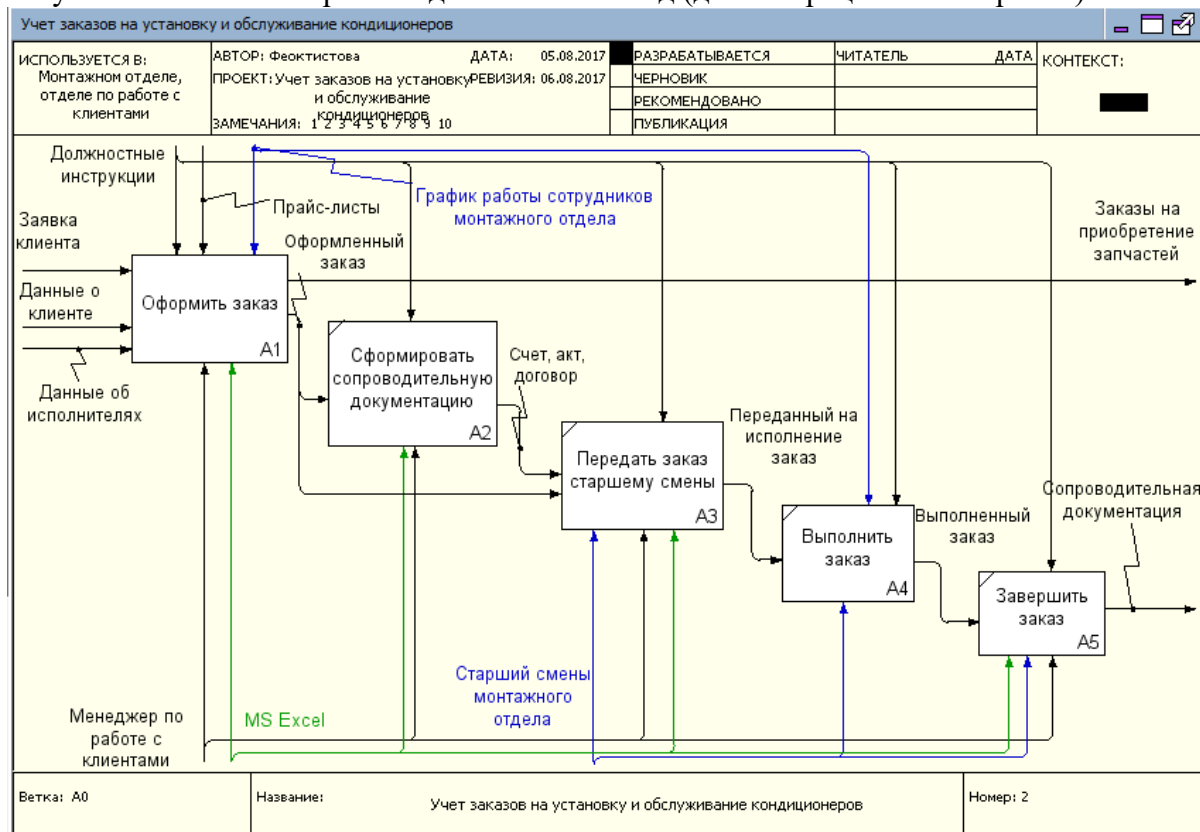 Учет заказов на установку и обслуживание кондиционеров
ИСПОЛЬЗУЕТСЯ В:
Монтажном отделе,
отделе по работе с
клиентами
АВТОР: Феоктистова
ДАТА: 05.08.2017
ПРОЕКТ: Учет заказов на установку
и обслуживание
кондиционеров
РЕВИЗИЯ: 06.08.2017
ЗАМЕЧАНИЯ: 1 2 3 4 5 6 7 8 9 10
РАЗРАБАТЫВАЕТСЯ
ЧЕРНОВИК
РЕКОМЕНДОВАНО
ПУБЛИКАЦИЯ
ЧИТАТЕЛЬ
ДАТА
КОНТЕКСТ:
Должностные
инструкции
Прайс-листы
График работы сотрудников
монтажного отдела
Заявка
клиента
Данные о
клиенте
Данные об
исполнителях
Оформленный
заказ
Заказы на
приобретение
запчастей
Оформить заказ
A1
Сформировать
сопроводительную
документацию
A2
Счет, акт,
договор
Передать заказ
старшему смены
A3
Переданный на
исполнение
заказ
Выполнить
заказ
A4
Выполненный
заказ
Сопроводительная
документация
Завершить
заказ
A5
Старший смены
монтажного
отдела
MS Excel
Менеджер по
работе с
клиентами
Ветка: A0
Название:
Учет заказов на установку и обслуживание кондиционеров
Номер: 2